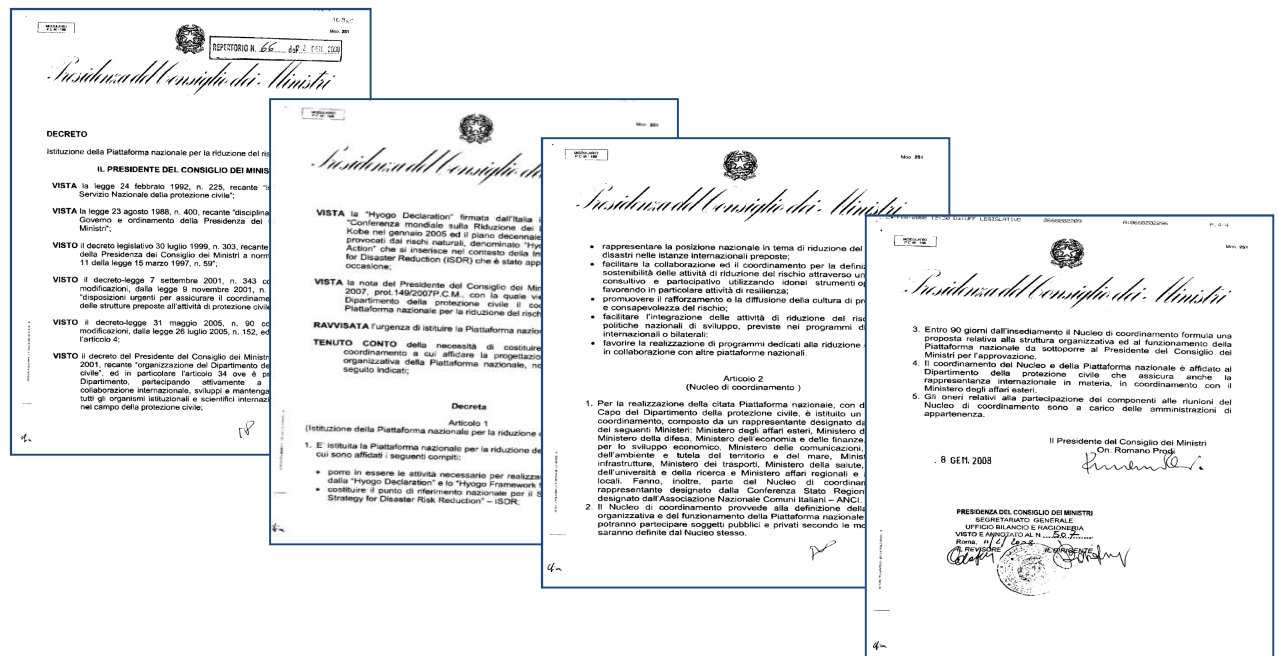 MODULARIO
P.C.M - 198
Mod. 251
REPERTORIO N. 66 del 2 GEN. 2008
Presidenza del Consiglio dei Ministri
DECRETO
Istituzione della Piattaforma nazionale per la riduzione del
IL PRESIDENTE DEL CONSIGLIO DEI MINIS
VISTA la legge 24 febbraio 1992, n. 225, recante
Servizio Nazionale della protezione civile";
VISTA la legge 23 agosto 1988, n. 400, recante "disciplina
Governo e ordinamento della Presidenza del
Ministri";
VISTO il decreto legislativo 30 luglio 1999, n. 303, recante
della Presidenza dei Consiglio dei Ministri a norm
11 della legge 15 marzo 1997, n. 59";
VISTO il decreto-legge 7 settembre 2001, n. 343 co
modificazioni, dalla legge 9 novembre 2001, n.
"disposizioni urgenti per assicurare il coordiname
delle strutture preposte all'attività di protezione civile
VISTO il decreto-legge 31 maggio 2005, n. 90 co
modificazioni, dalla legge 26 luglio 2005, n. 152, ed
l'articolo 4;
VISTO il decreto del Presidente del Consiglio dei Ministr
2001, recante "organizzazione del Dipartimento de
civile", ed in particolare l'articolo 34 ove è pr
Dipartimento, partecipando attivamente a
collaborazione internazionale, sviluppi e mantenga
tutti gli organismi istituzionali e scientifici internazi
nel campo della protezione civile;
MODULARIO
P.C.M - 198
Mod. 251
Presidenza del Consiglio de
VISTA la "Hyogo Declaration" firmata dall'Italia i
"Conferenza mondiale sulla Riduzione dei
Kobe nel gennaio 2005 ed il piano decennale
provocati dai rischi naturali, denominato "Hyo
Action" che si inserisce nel contesto della In
for Disaster Reduction (ISDR) che è stato app
occasione;
VISTA la nota del Presidente del Consiglio dei Min
2007, prot.149/2007P.C.M., con la quale vie
Dipartimento della protezione civile il coo
Piattaforma nazionale per la riduzione del risch
RAVVISATA l'urgenza di istituire la Piattaforma nazion
TENUTO CONTO della necessità di costituire
coordinamento a cui affidare la progettazio
organizzativa della Piattaforma nazionale, ne
seguito indicati;
Decreta
Articolo 1
(Istituzione della Piattaforma nazionale per la riduzione
1. E' istituita la Piattaforma nazionale per la riduzione de
cui sono affidati i seguenti compiti:
• porre in essere le attività necessarie per realizza
dalla "Hyogo Declaration" e lo "Hyogo Framework
• costituire il punto di riferimento nazionale per il S
Strategy for Disaster Risk Reduction" – ISDR;
MODULARIO
P.C.M - 198
Mod. 251
Presidenza del Consiglio dei Ministri
• rappresentare la posizione nazionale in tema di riduzione del
disastri nelle istanze internazionali preposte;
• facilitare la collaborazione ed il coordinamento per la definiz
sostenibilità delle attività di riduzione del rischio attraverso un
consultivo e partecipativo utilizzando idonei strumenti op
favorendo in particolare attività di resilienza;
• promuovere il rafforzamento e la diffusione della cultura di pr
e consapevolezza del rischio;
• facilitare l'integrazione delle attività di riduzione del risc
politiche nazionali di sviluppo, previste nei programmi d
internazionali o bilaterali;
• favorire la realizzazione di programmi dedicati alla riduzione
in collaborazione con altre piattaforme nazionali.
Articolo 2
(Nucleo di coordinamento )
1. Per la realizzazione della citata Piattaforma nazionale, con d
Capo del Dipartimento della protezione civile, è istituito un
coordinamento, composto da un rappresentante designato da
dei seguenti Ministeri: Ministero degli affari esteri, Ministero d
Ministero della difesa, Ministero dell'economia e delle finanze,
per lo sviluppo economico, Ministero delle comunicazioni,
dell'ambiente e tutela del territorio e del mare, Minist
infrastrutture, Ministero dei trasporti, Ministero della salute,
dell'università e della ricerca e Ministero affari regionali e
locali. Fanno, inoltre, parte del Nucleo di coordinar
rappresentante designato dalla Conferenza Stato Region
designato dall'Associazione Nazionale Comuni Italiani – ANCI.
2. Il Nucleo di coordinamento provvede alla definizione della
organizzativa e del funzionamento della Piattaforma nazionale
potranno partecipare soggetti pubblici e privati secondo le mo
saranno definite dal Nucleo stesso.
UFF LEGISLATIVO P.4-4
MODULARIO
P.C.M - 198
Mod. 251
Presidenza del Consiglio dei Ministri
3. Entro 90 giorni dall'insediamento il Nucleo di coordinamento formula una
proposta relativa alla struttura organizzativa ed al funzionamento della
Piattaforma nazionale da sottoporre al Presidente del Consiglio dei
Ministri per l'approvazione.
4. Il coordinamento del Nucleo e della Piattaforma nazionale è affidato al
Dipartimento della protezione civile che assicura anche la
rappresentanza internazionale in materia, in coordinamento con il
Ministero degli affari esteri.
5. Gli oneri relativi alla partecipazione dei componenti alle riunioni del
Nucleo di coordinamento sono a carico delle amministrazioni di
appartenenza.
Il Presidente del Consiglio dei Ministri
On. Romano Prodi
. 8 GEN. 2008
PRESIDENZA DEL CONSIGLIO DEI MINISTRI
SEGRETARIATO GENERALE
UFFICIO BILANCIO E RAGIONERIA
VISTO E ANNOTATO AL N. 507
Roma, 11/2/2008
IL REVISORE IL DIRIGENTE